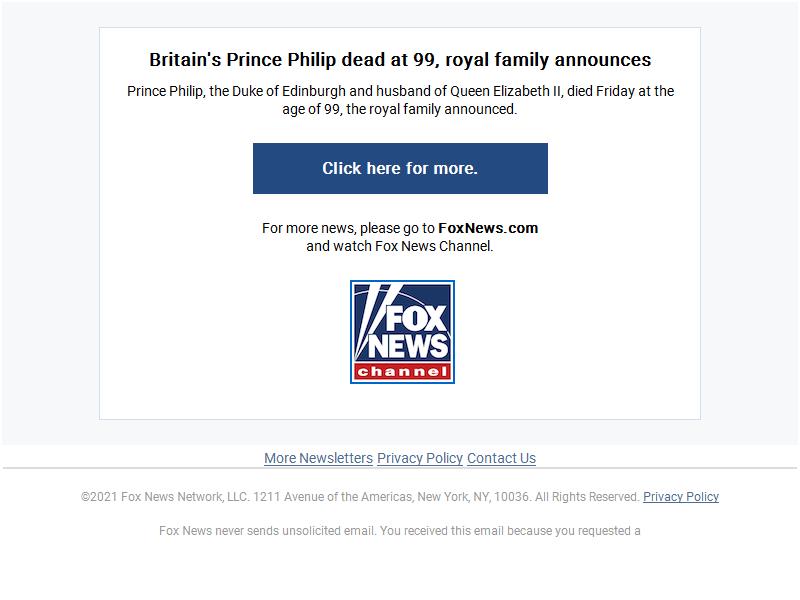 Britain's Prince Philip dead at 99, royal family announces
Prince Philip, the Duke of Edinburgh and husband of Queen Elizabeth II, died Friday at the
age of 99, the royal family announced.
Click here for more.
For more news, please go to FoxNews.com
and watch Fox News Channel.
FOX
NEWS
channel
More Newsletters Privacy Policy Contact Us
©2021 Fox News Network, LLC. 1211 Avenue of the Americas, New York, NY, 10036. All Rights Reserved. Privacy Policy
Fox News never sends unsolicited email. You received this email because you requested a